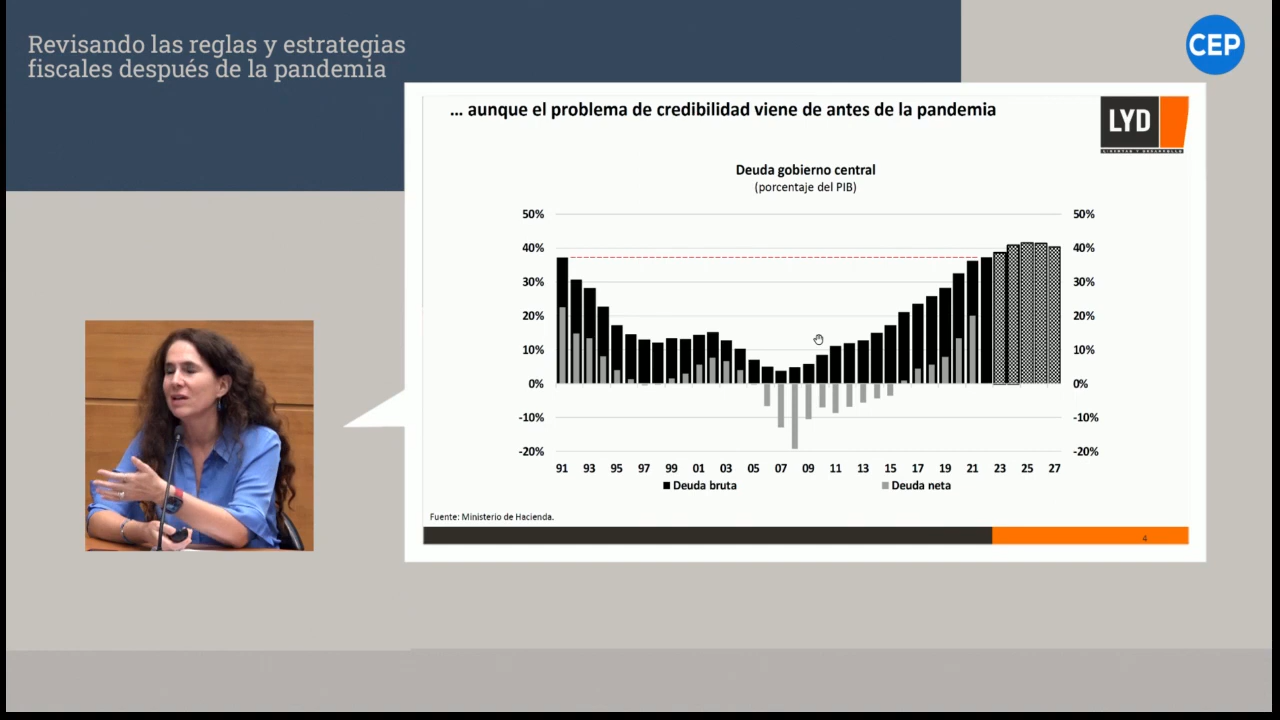 Revisando las reglas y estrategias
fiscales después de la pandemia
CEP
... aunque el problema de credibilidad viene de antes de la pandemia
LYD
LIBERTAD Y DESARROLLO
Deuda gobierno central
(porcentaje del PIB)
50% 50%
40% 40%
30% 30%
20% 20%
10% 10%
0% 0%
-10% -10%
-20% -20%
91 93 95 97 99 01 03 05 07 09 11 13 15 17 19 21 23 25 27
Deuda bruta Deuda neta
Fuente: Ministerio de Hacienda.
4